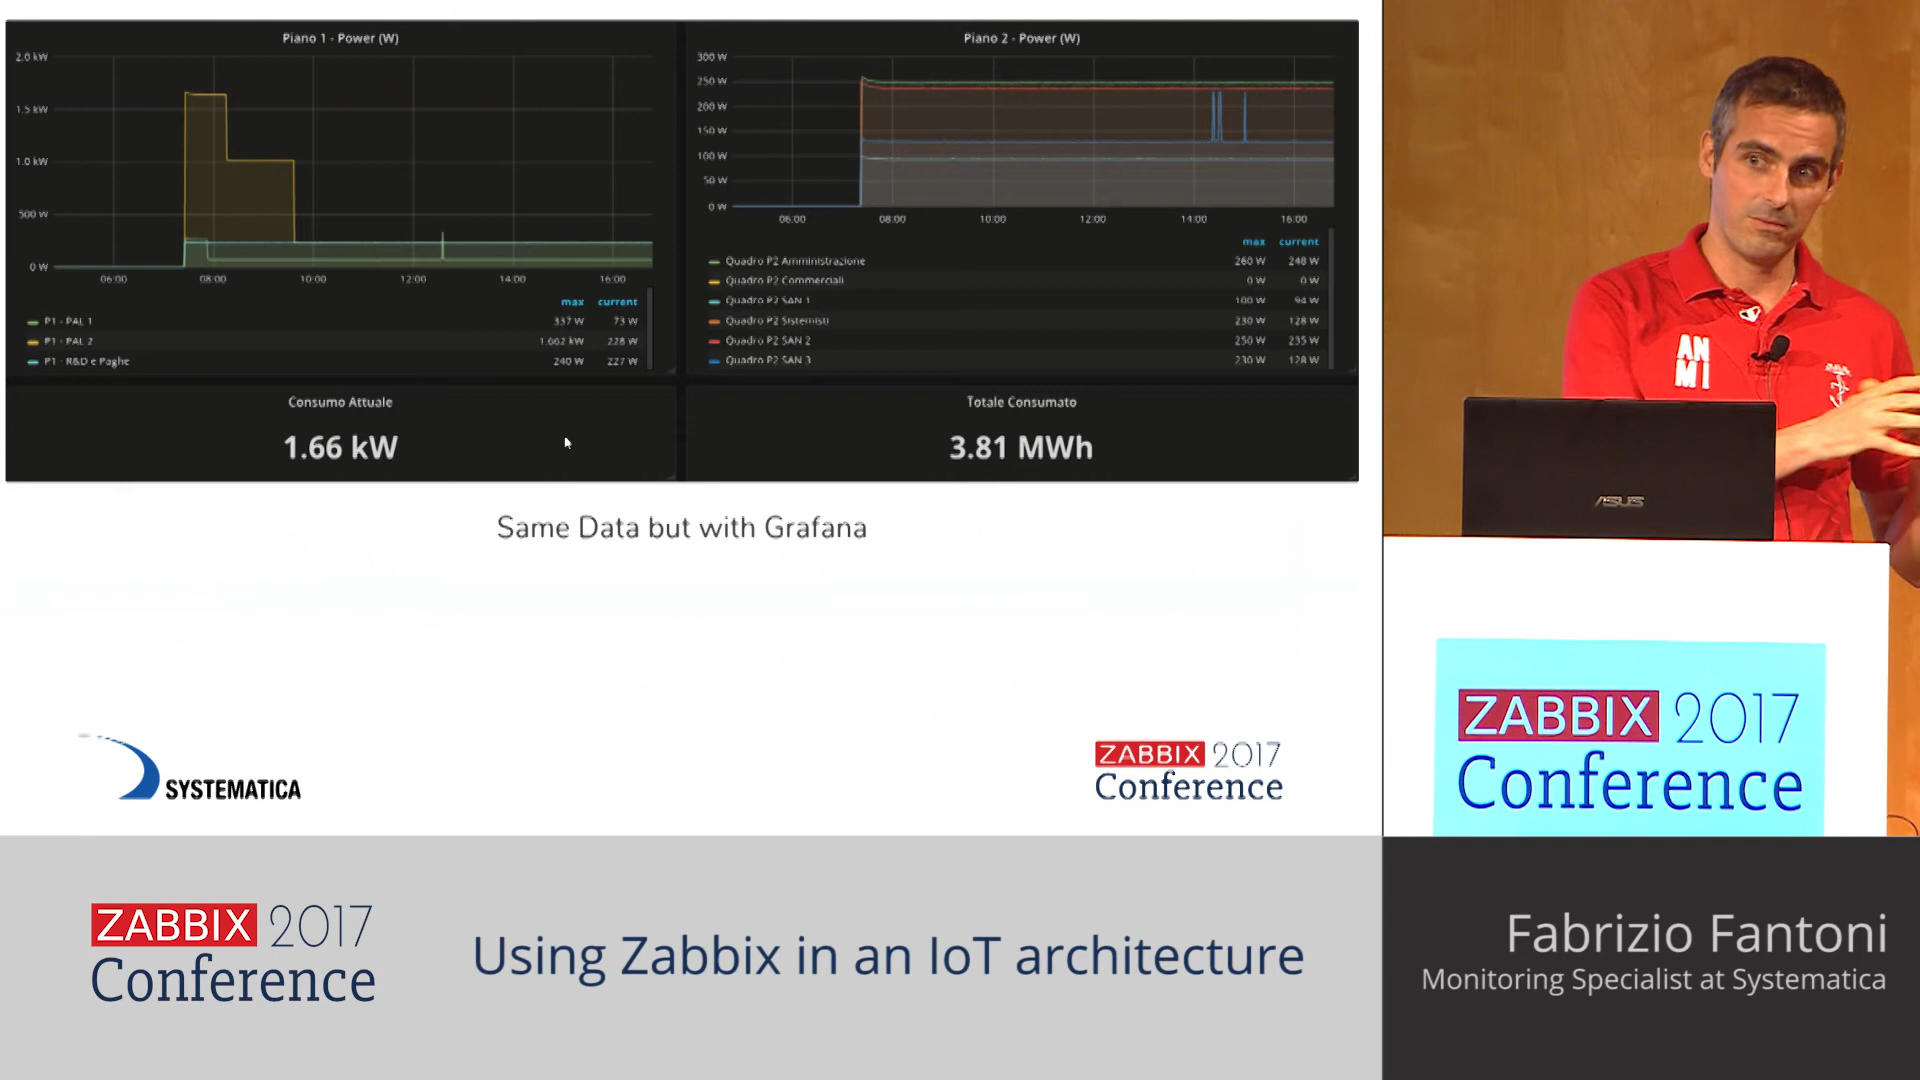 Piano 1 - Power (W)
2.0 kW
1.5 kW
1.0 kW
500 W
0 W
06:00 08:00 10:00 12:00 14:00 16:00
max current
P1 - PAL 1 337 W 73 W
P1 - PAL 2 1.662 kW 228 W
P1 - R&D e Paghe 240 W 227 W
Piano 2 - Power (W)
300 W
250 W
200 W
150 W
100 W
50 W
0 W
06:00 08:00 10:00 12:00 14:00 16:00
max current
Quadro P2 Amministrazione 260 W 248 W
Quadro P2 Commerciali 0 W 0 W
Quadro P2 SAN 1 100 W 94 W
Quadro P2 Sistemisti 230 W 128 W
Quadro P2 SAN 2 250 W 235 W
Quadro P2 SAN 3 230 W 128 W
Consumo Attuale
1.66 kW
Totale Consumato
3.81 MWh
Same Data but with Grafana
SYSTEMATICA
ZABBIX 2017
Conference
AN
MI
ASUS
ZABBIX 2017
Conference
ZABBIX 2017
Conference
Using Zabbix in an IoT architecture
Fabrizio Fantoni
Monitoring Specialist at Systematica